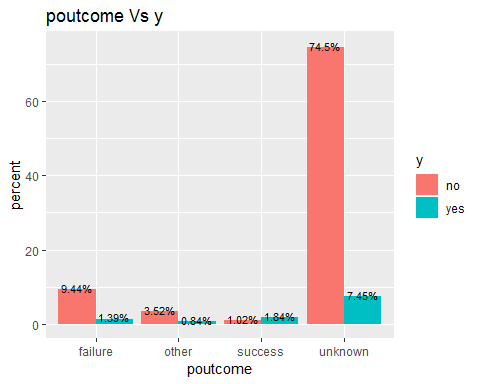 poutcome Vs y
percent
60
40
20
0
74.5%
9.44%
1.39%
3.52%
0.84%
1.02%
1.84%
7.45%
failure other success unknown
poutcome
y
no
yes